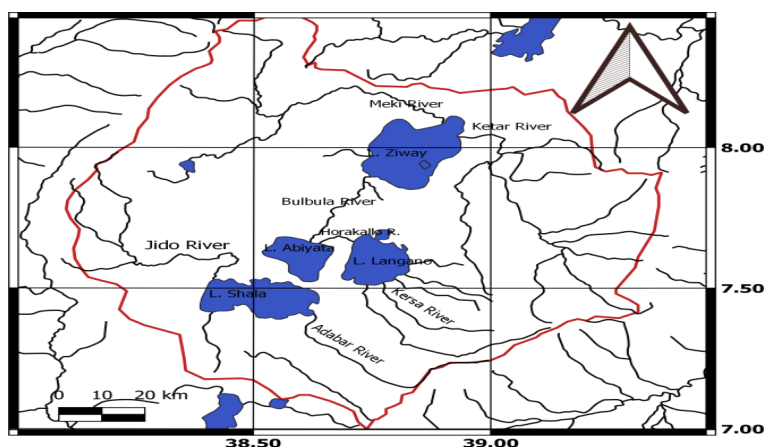 Meki River
Ketar River
8.00
L. Ziway
Bulbula River
Horakallo R.
Jido River
L. Abiyata
L. Langano
7.50
L. Shala
Kersa River
Adabar River
0 10 20 km
7.00
38.50 39.00